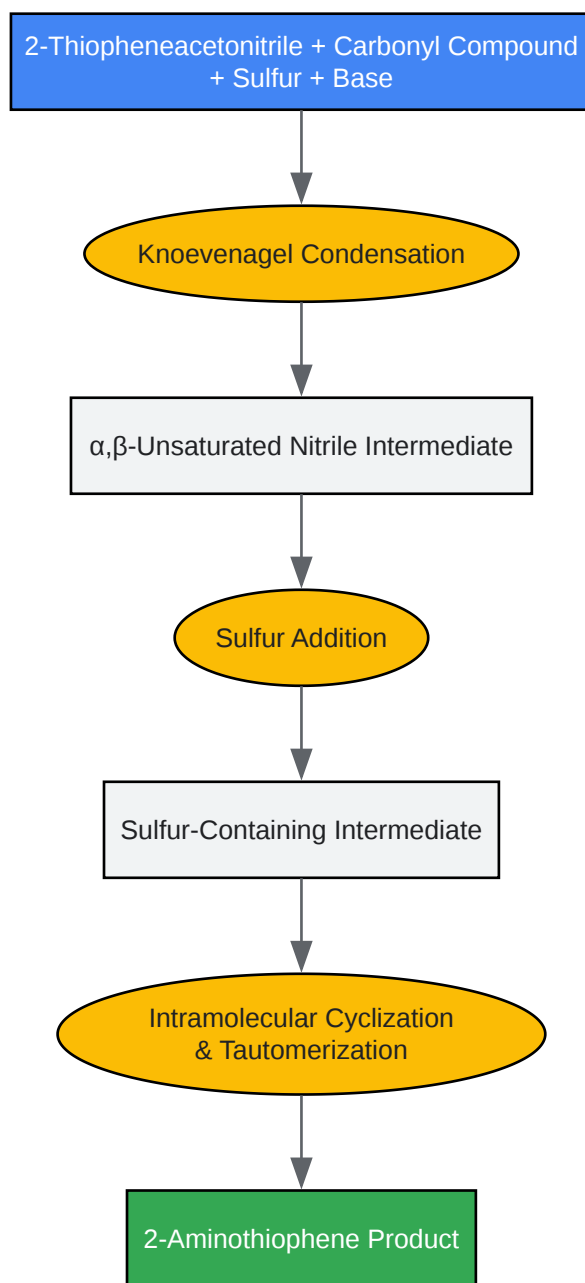 2-Thiopheneacetonitrile + Carbonyl Compound
+ Sulfur + Base
Knoevenagel Condensation
α,β-Unsaturated Nitrile Intermediate
Sulfur Addition
Sulfur-Containing Intermediate
Intramolecular Cyclization
& Tautomerization
2-Aminothiophene Product